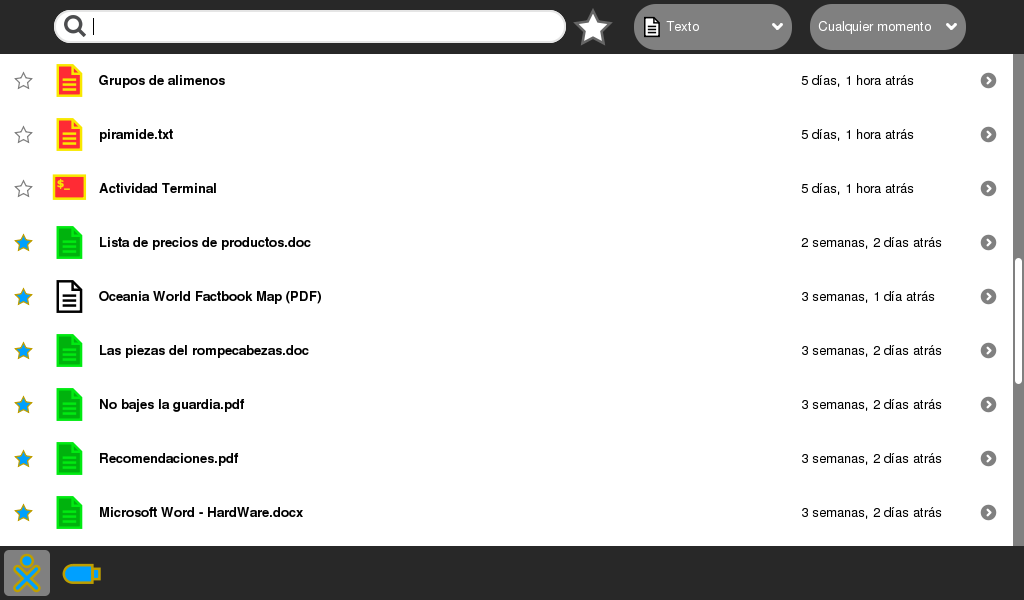 Texto Cualquier momento
Grupos de alimenos 5 días, 1 hora atrás
piramide.txt 5 días, 1 hora atrás
$_ Actividad Terminal 5 días, 1 hora atrás
Lista de precios de productos.doc 2 semanas, 2 días atrás
Oceania World Factbook Map (PDF) 3 semanas, 1 día atrás
Las piezas del rompecabezas.doc 3 semanas, 2 días atrás
No bajes la guardia.pdf 3 semanas, 2 días atrás
Recomendaciones.pdf 3 semanas, 2 días atrás
Microsoft Word - HardWare.docx 3 semanas, 2 días atrás